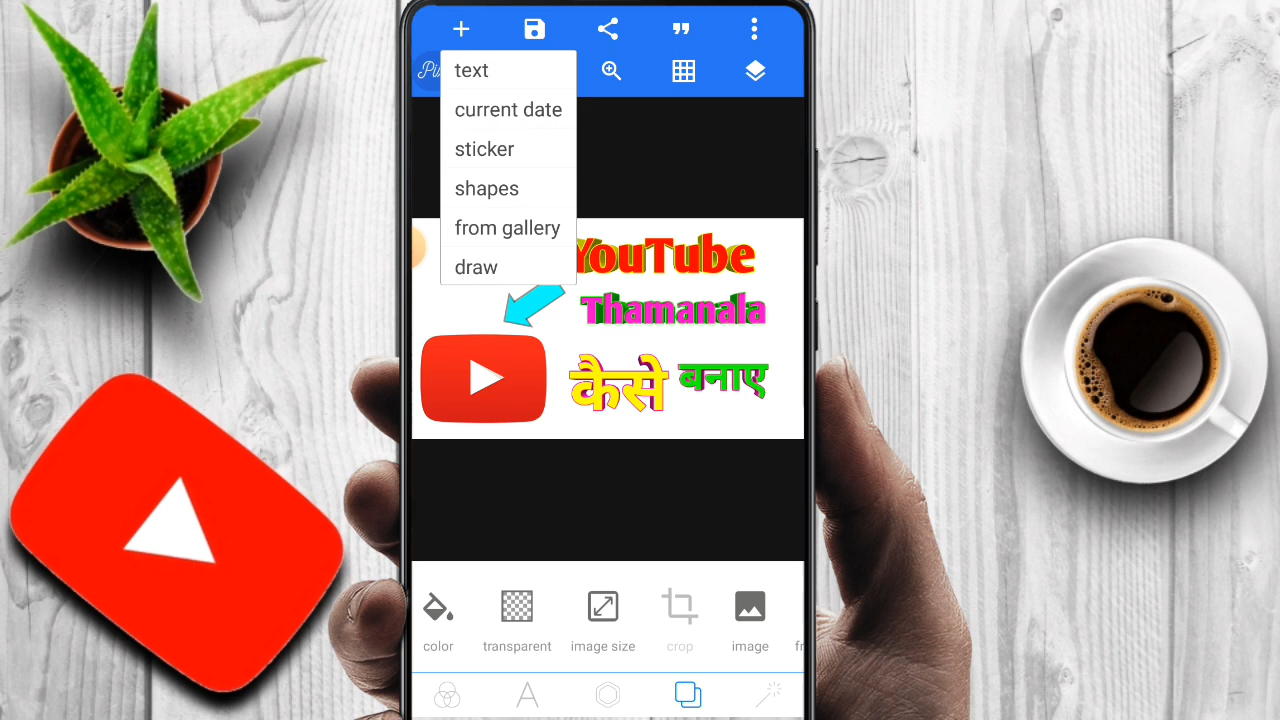 text
current date
sticker
shapes
from gallery
draw
YouTube
Thamanala
कैसे बनाए
color transparent image size crop image